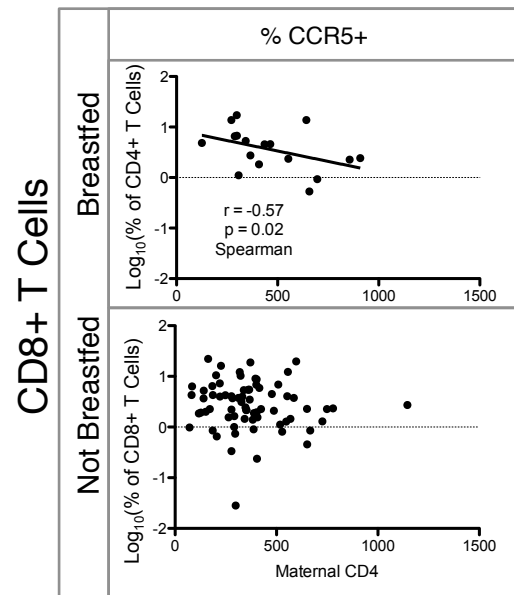 % CCR5+
CD8+ T Cells
Breastfed
Log10(% of CD4+ T Cells)
2
1
0
-1
-2
r = -0.57
p = 0.02
Spearman
0 500 1000 1500
Not Breastfed
Log10(% of CD8+ T Cells)
2
1
0
-1
-2
0 500 1000 1500
Maternal CD4